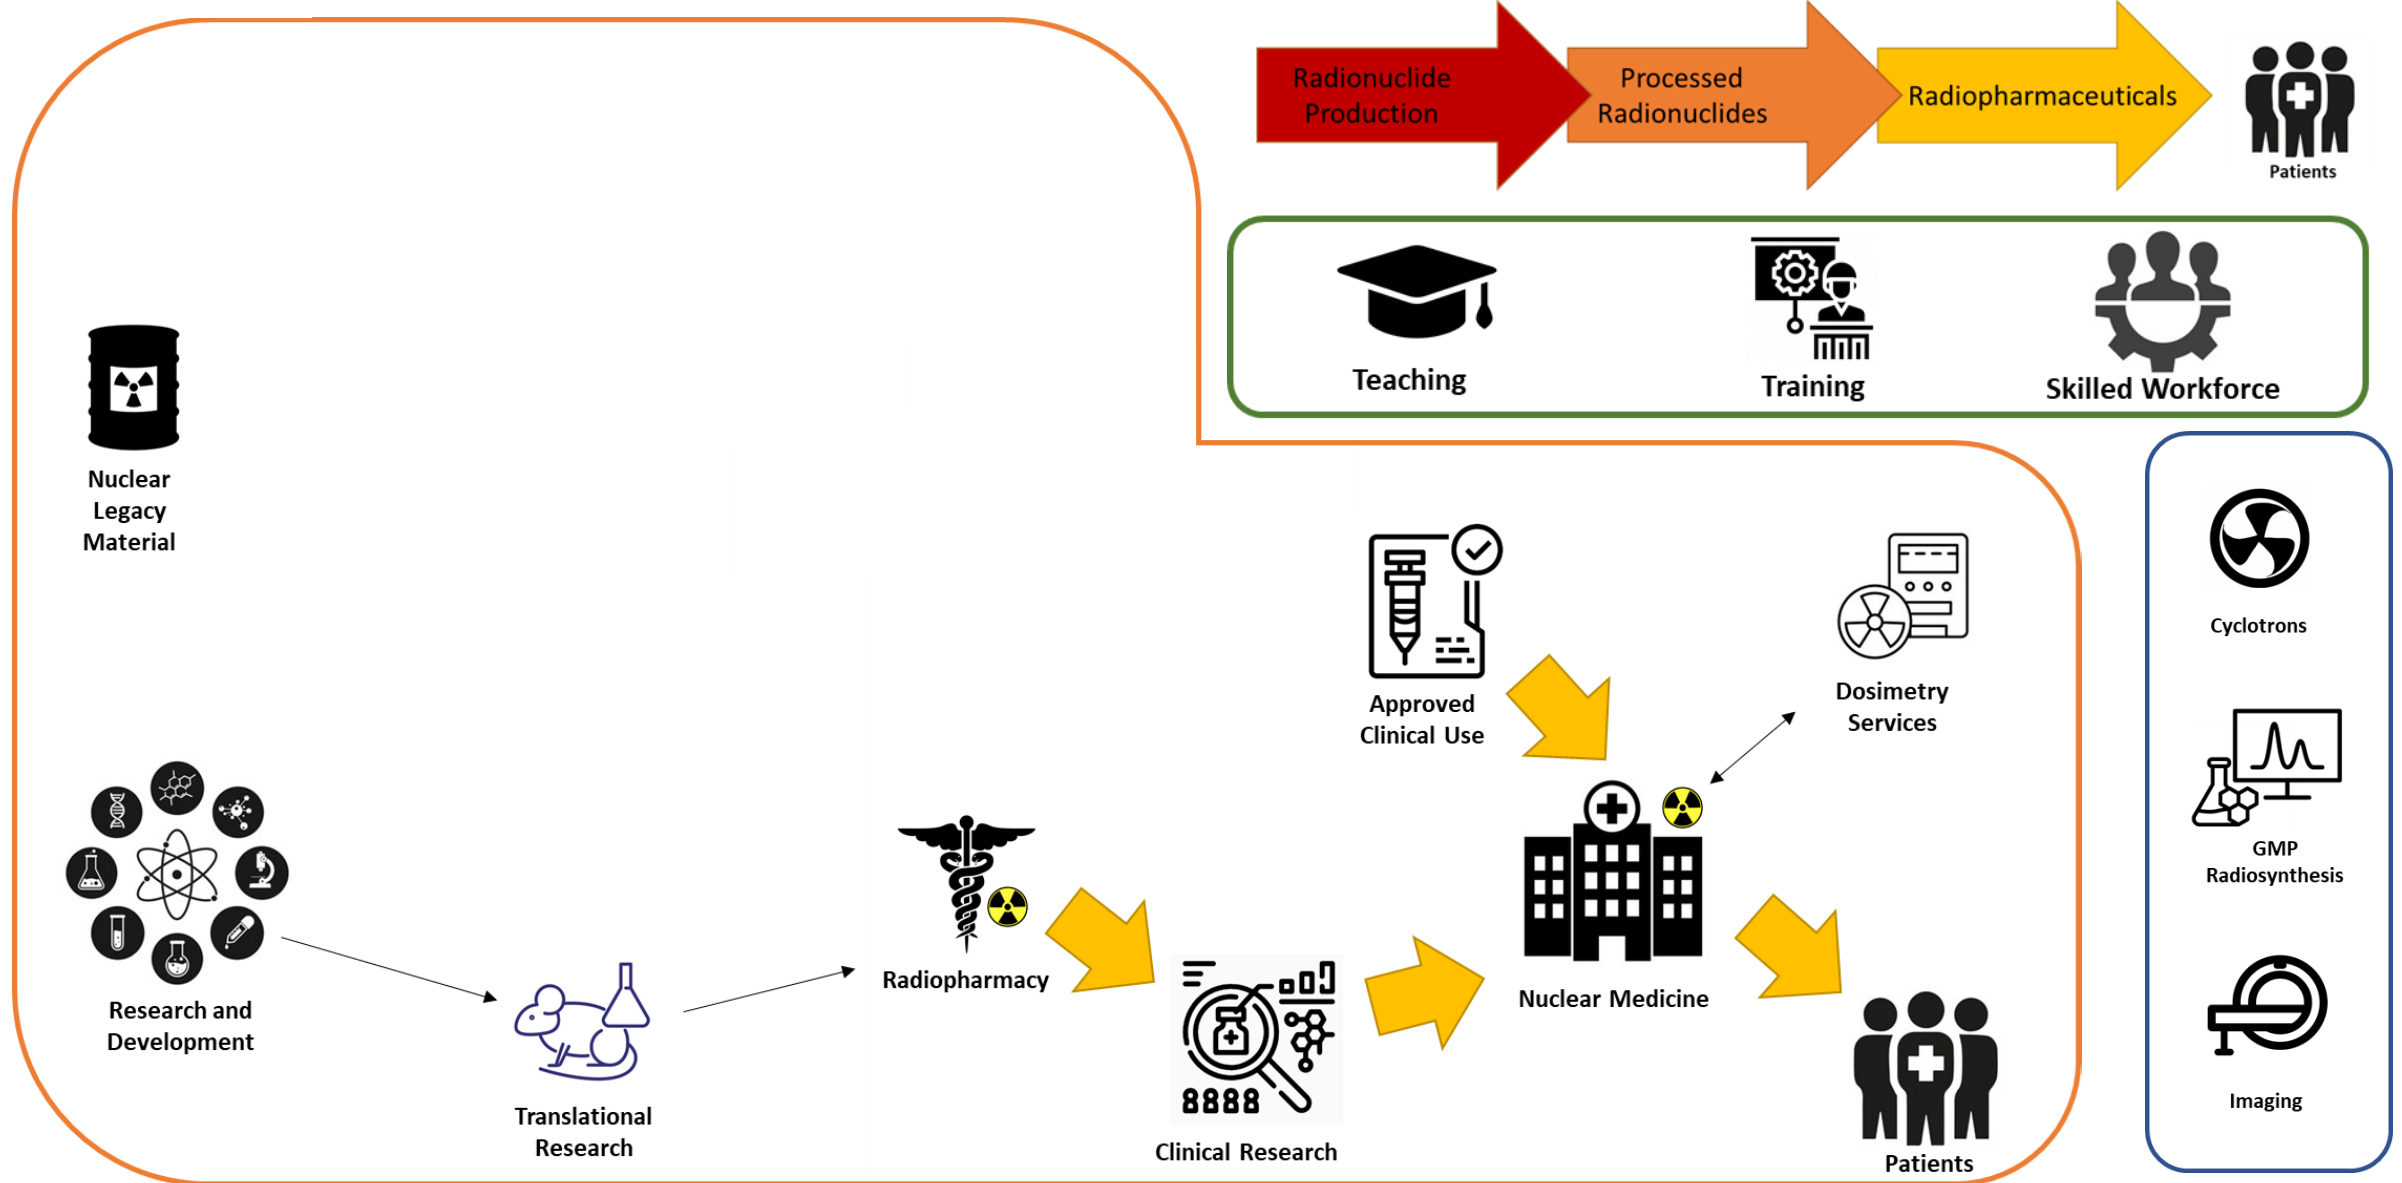 Radionuclide
Production
Processed
Radionuclides
Radiopharmaceuticals
Patients
Teaching
Training
Skilled Workforce
Nuclear
Legacy
Material
Approved
Clinical Use
Dosimetry
Services
Cyclotrons
GMP
Radiosynthesis
Imaging
Research and
Development
Translational
Research
Radiopharmacy
Clinical Research
Nuclear Medicine
Patients